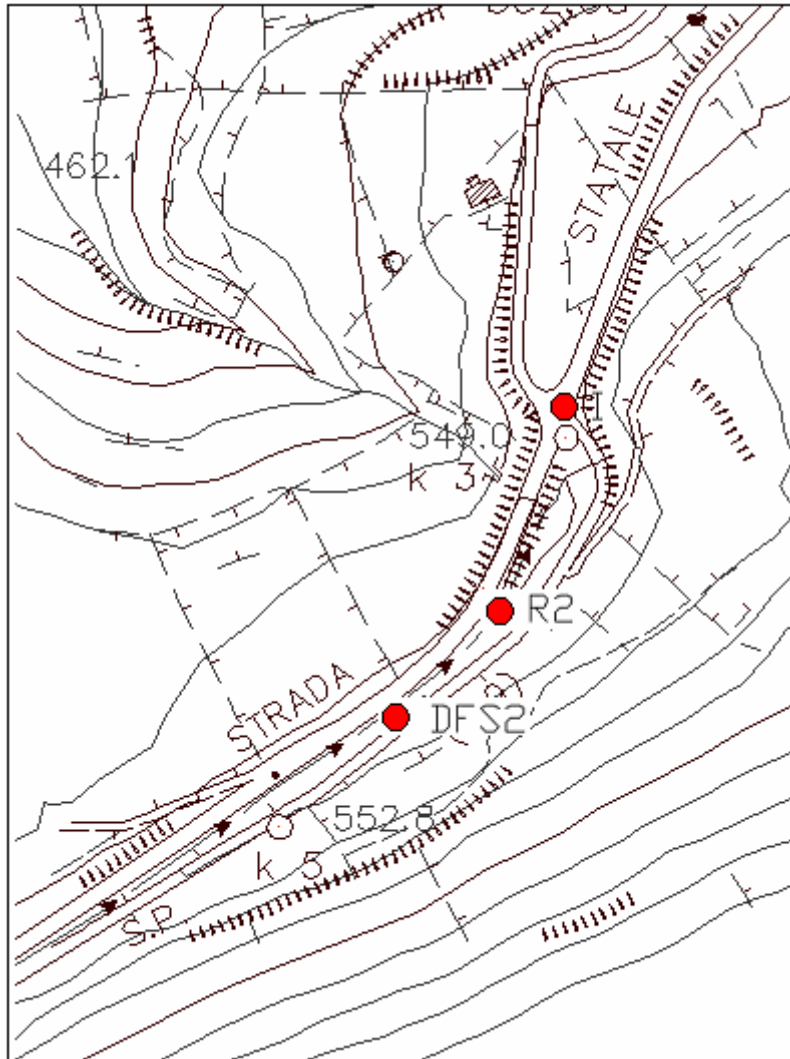 462.1
STATALE
I
549.0
k 3
R2
STRADA
DFS2
552.8
k 5
S.P.